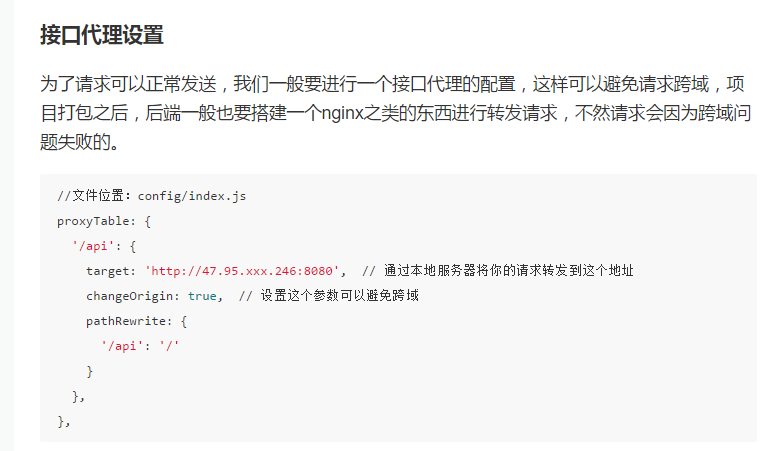 接口代理设置
为了请求可以正常发送，我们一般要进行一个接口代理的配置，这样可以避免请求跨域，项
目打包之后，后端一般也要搭建一个nginx之类的东西进行转发请求，不然请求会因为跨域问
题失败的。
//文件位置：config/index.js
proxyTable: {
  '/api': {
    target: 'http://47.95.xxx.246:8080',  // 通过本地服务器将你的请求转发到这个地址
    changeOrigin: true,  // 设置这个参数可以避免跨域
    pathRewrite: {
      '/api': '/'
    }
  },
},